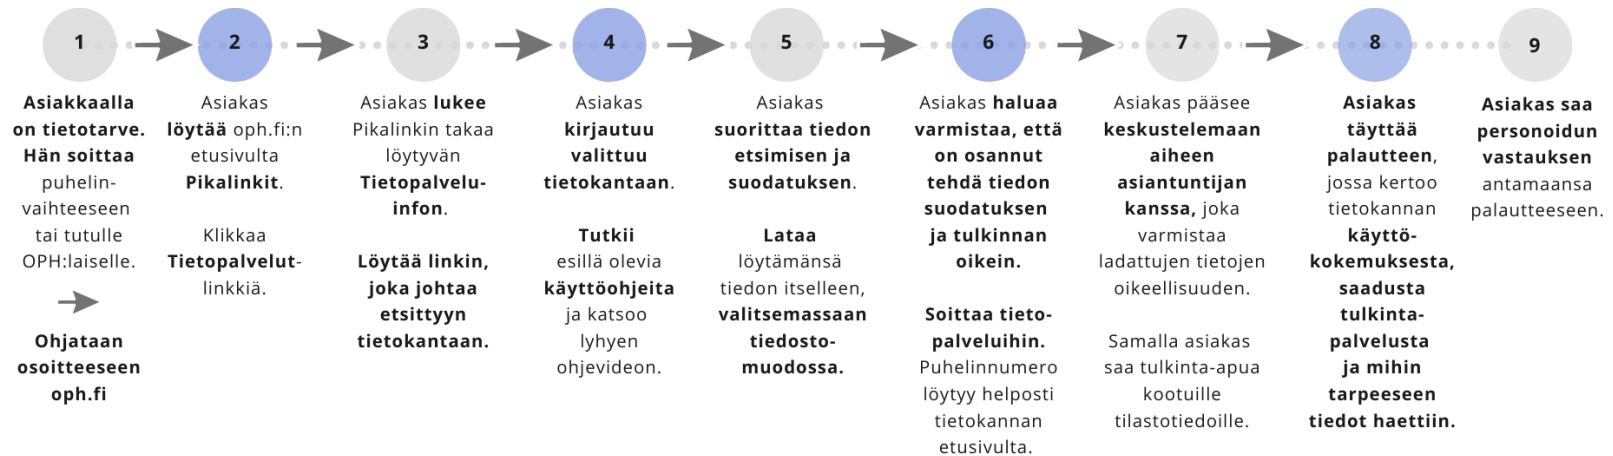 1
Asiakkaalla
on tietotarve.
Hän soittaa
puhelin-
vaihteeseen
tai tutulle
OPH:laiselle.
Ohjataan
osoitteeseen
oph.fi
2
Asiakas
löytää oph.fi:n
etusivulta
Pikalinkit.
Klikkaa
Tietopalvelut-
linkkiä.
3
Asiakas lukee
Pikalinkin takaa
löytyvän
Tietopalvelu-
infon.
Löytää linkin,
joka johtaa
etsittyyn
tietokantaan.
4
Asiakas
kirjautuu
valittuu
tietokantaan.
Tutkii
esillä olevia
käyttöohjeita
ja katsoo
lyhyen
ohjevideon.
5
Asiakas
suorittaa tiedon
etsimisen ja
suodatuksen.
Lataa
löytämänsä
tiedon itselleen,
valitsemassaan
tiedosto-
muodossa.
6
Asiakas haluaa
varmistaa, että
on osannut
tehdä tiedon
suodatuksen
ja tulkinnan
oikein.
Soittaa tieto-
palveluihin.
Puhelinnumero
löytyy helposti
tietokannan
etusivulta.
7
Asiakas pääsee
keskustelemaan
aiheen
asiantuntijan
kanssa, joka
varmistaa
ladattujen tietojen
oikeellisuuden.
Samalla asiakas
saa tulkinta-apua
kootuille
tilastotiedoille.
8
Asiakas
täyttää
palautteen,
jossa kertoo
tietokannan
käyttö-
kokemuksesta,
saadusta
tulkinta-
palvelusta
ja mihin
tarpeeseen
tiedot haettiin.
9
Asiakas saa
personoidun
vastauksen
antamaansa
palautteeseen.